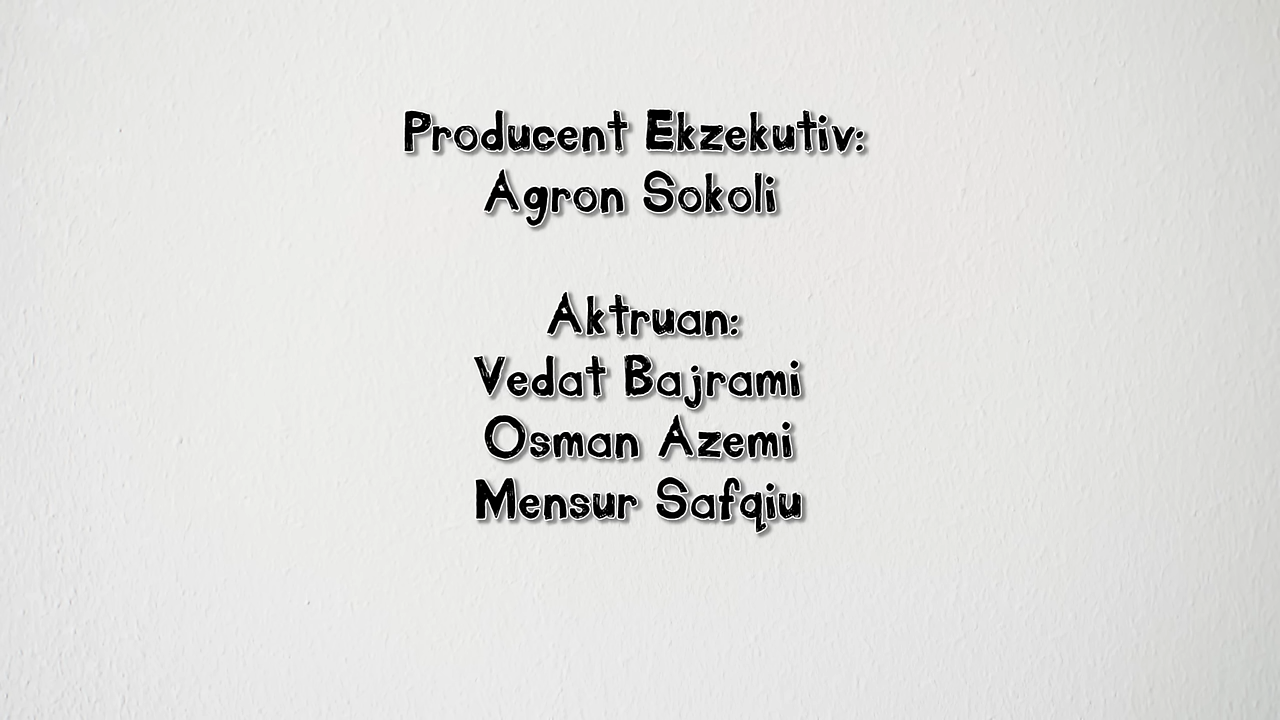 Producent Ekzekutiv:
Agron Sokoli
Aktruan:
Vedat Bajrami
Osman Azemi
Mensur Safqiu